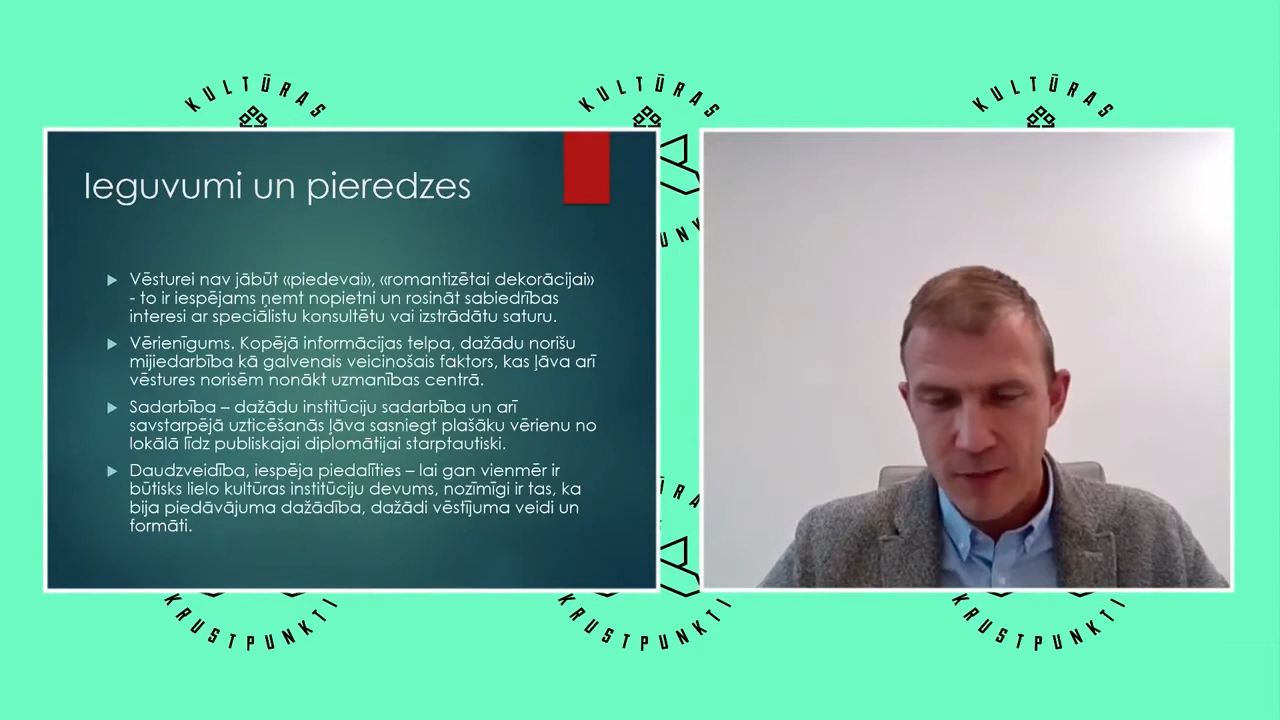 KULTŪRAS
KULTŪRAS
KULTŪRAS
Ieguvumi un pieredzes
Vēsturei nav jābūt «piedevai», «romantizētai dekorācijai»
- to ir iespējams ņemt nopietni un rosināt sabiedrības
interesi ar speciālistu konsultētu vai izstrādātu saturu.
Vērienīgums. Kopējā informācijas telpa, dažādu norišu
mijiedarbība kā galvenais veicinošais faktors, kas ļāva arī
vēstures norisēm nonākt uzmanības centrā.
Sadarbība – dažādu institūciju sadarbība un arī
savstarpējā uzticēšanās ļāva sasniegt plašāku vērienu no
lokālā līdz publiskajai diplomātijai starptautiski.
Daudzveidība, iespēja piedalīties – lai gan vienmēr ir
būtisks lielo kultūras institūciju devums, nozīmīgi ir tas, ka
bija piedāvājuma dažādība, dažādi vēstījuma veidi un
formāti.
KRUSTPUNKTI
KRUSTPUNKTI
KRUSTPUNKTI